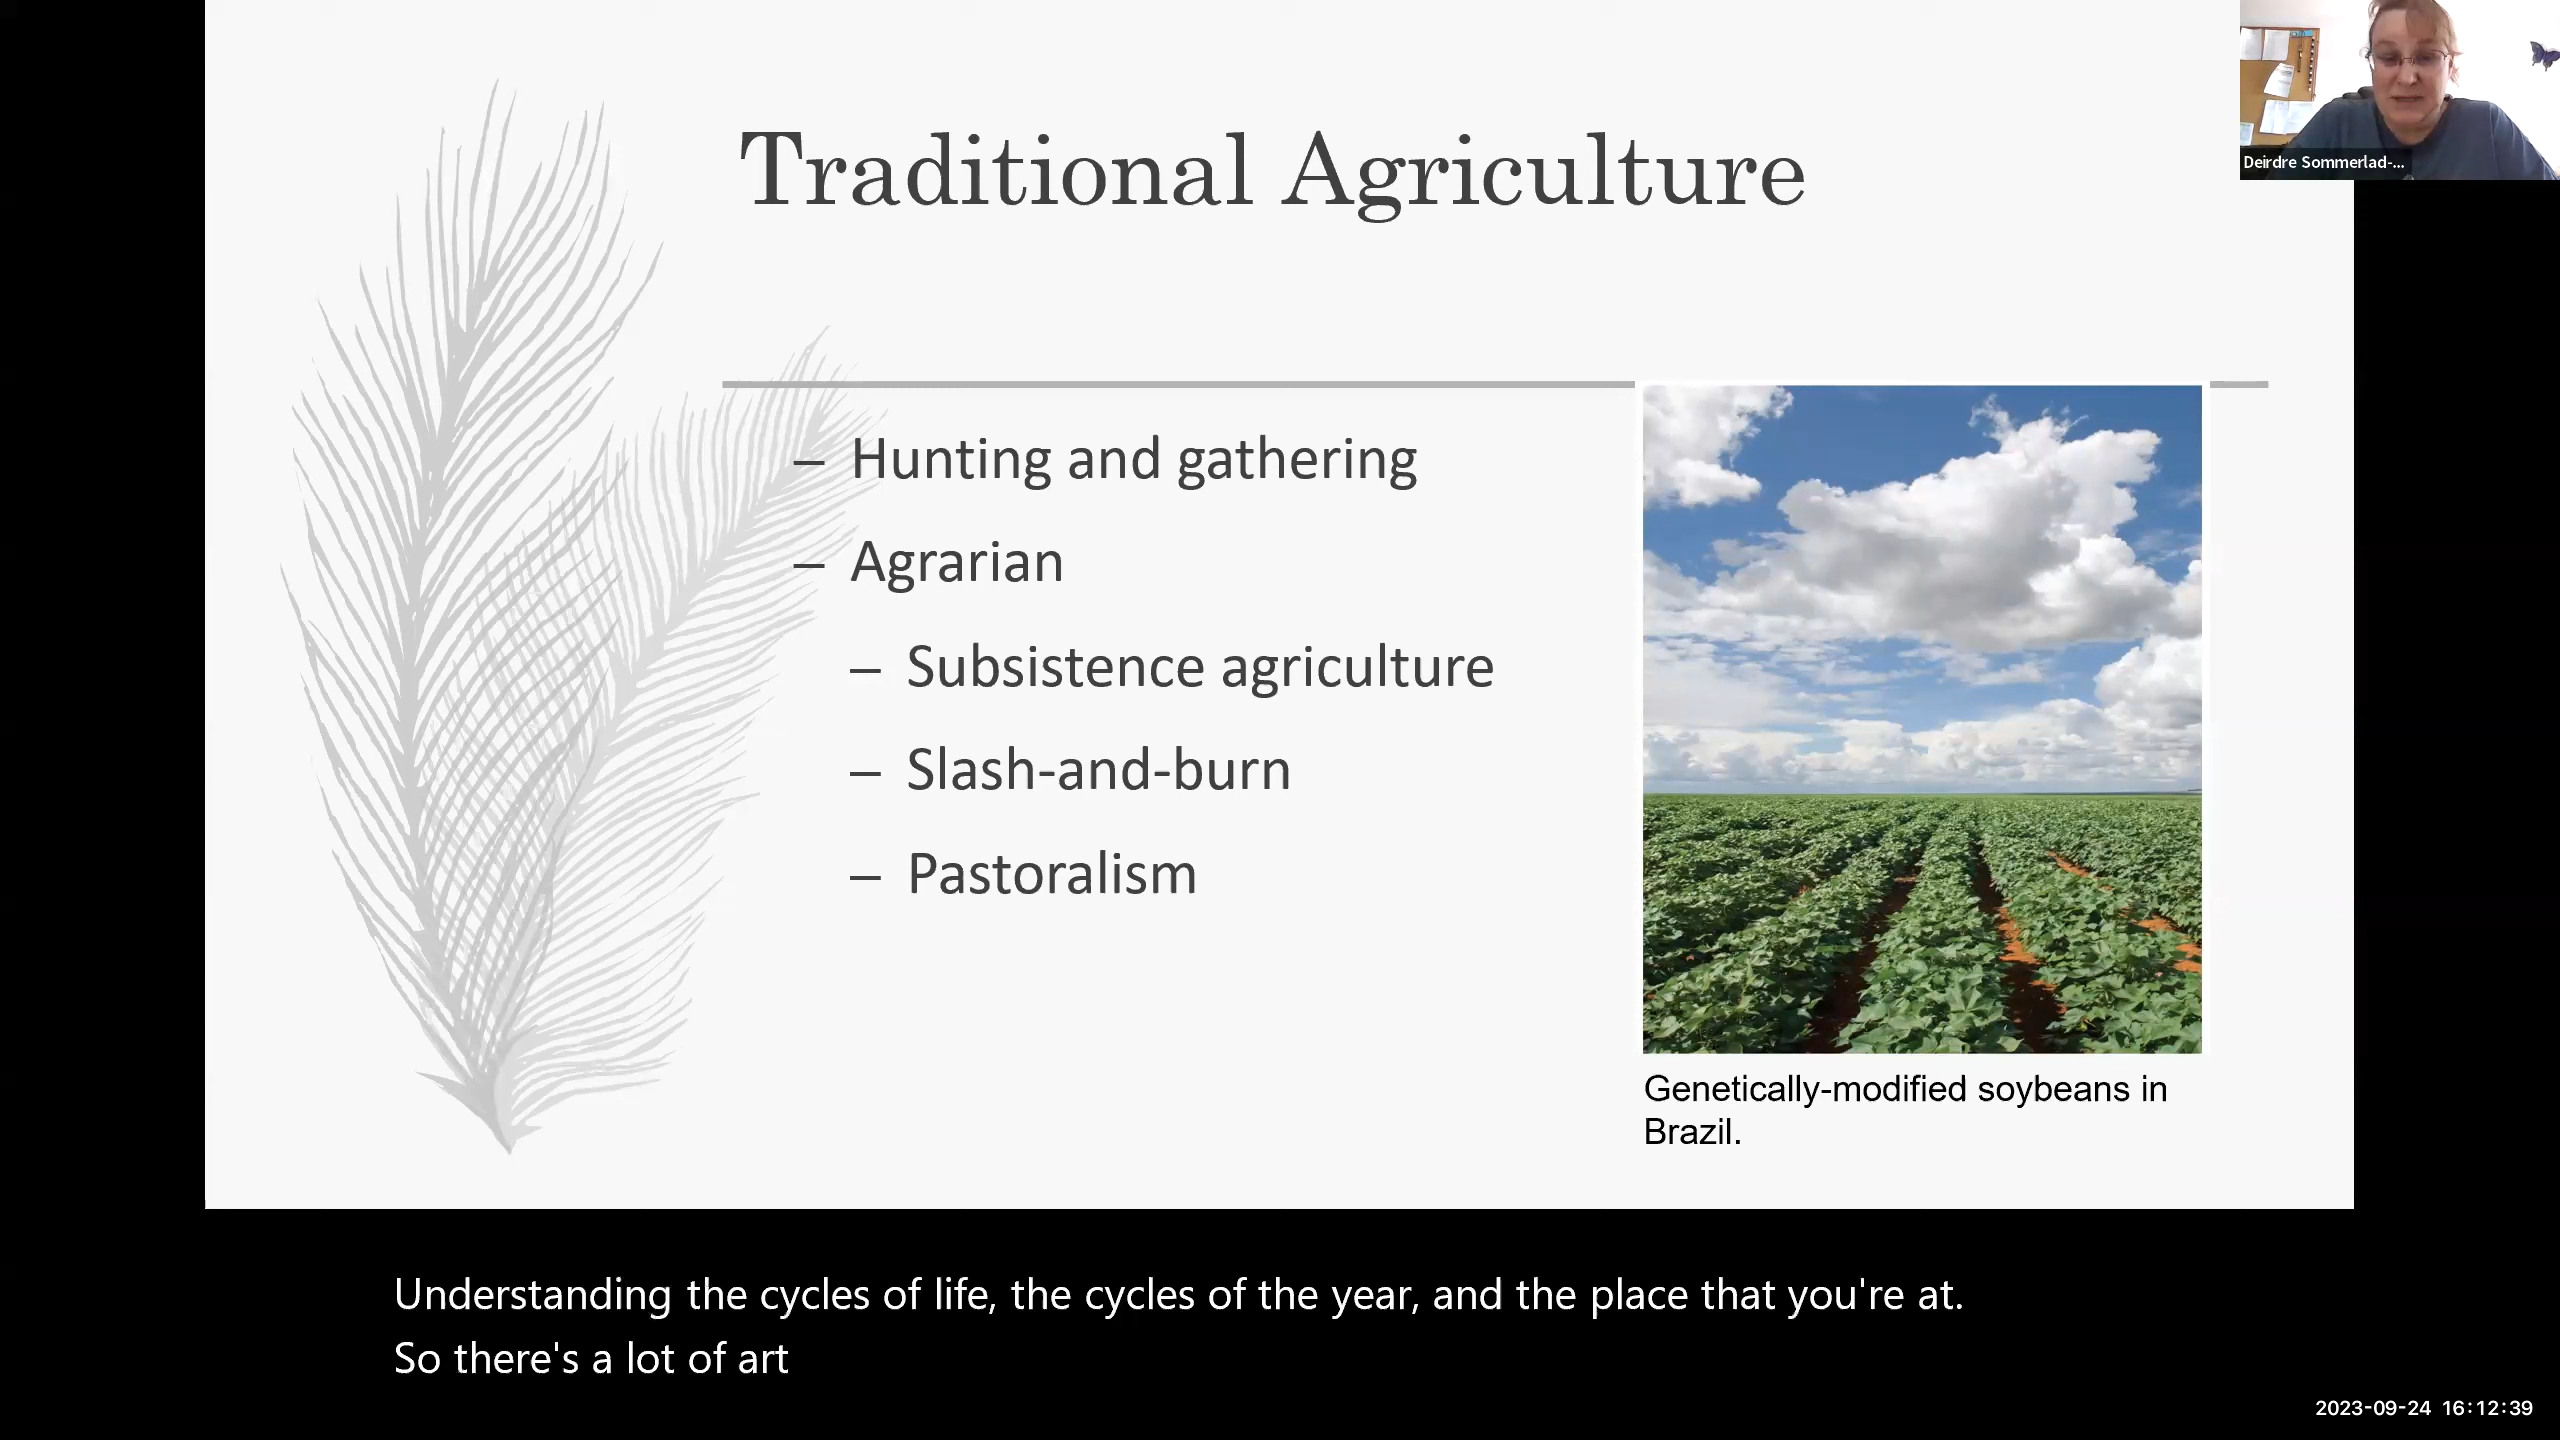 Traditional Agriculture
Deirdre Sommerlad-...
– Hunting and gathering
– Agrarian
– Subsistence agriculture
– Slash-and-burn
– Pastoralism
Genetically-modified soybeans in
Brazil.
Understanding the cycles of life, the cycles of the year, and the place that you're at.
So there's a lot of art
2023-09-24 16:12:39